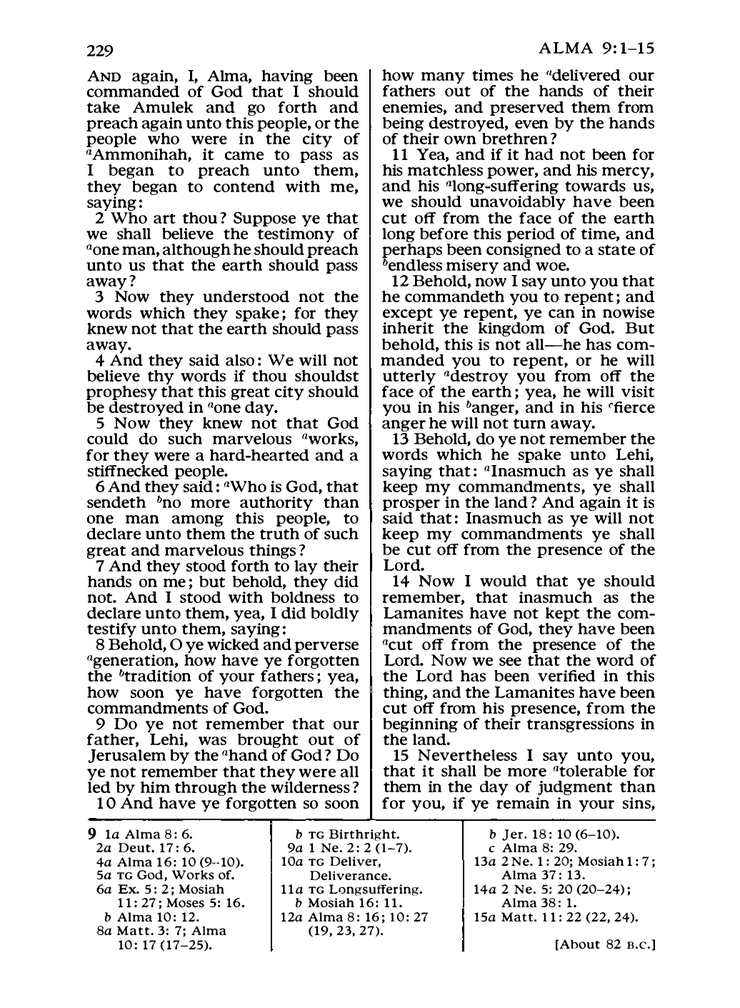 229
ALMA 9:1–15
AND again, I, Alma, having been
commanded of God that I should
take Amulek and go forth and
preach again unto this people, or the
people who were in the city of
aAmmonihah, it came to pass as
I began to preach unto them,
they began to contend with me,
saying:
2 Who art thou? Suppose ye that
we shall believe the testimony of
aone man, although he should preach
unto us that the earth should pass
away?
3 Now they understood not the
words which they spake; for they
knew not that the earth should pass
away.
4 And they said also: We will not
believe thy words if thou shouldst
prophesy that this great city should
be destroyed in aone day.
5 Now they knew not that God
could do such marvelous aworks,
for they were a hard-hearted and a
stiffnecked people.
6 And they said: aWho is God, that
sendeth bno more authority than
one man among this people, to
declare unto them the truth of such
great and marvelous things?
7 And they stood forth to lay their
hands on me; but behold, they did
not. And I stood with boldness to
declare unto them, yea, I did boldly
testify unto them, saying:
8 Behold, O ye wicked and perverse
ageneration, how have ye forgotten
the btradition of your fathers; yea,
how soon ye have forgotten the
commandments of God.
9 Do ye not remember that our
father, Lehi, was brought out of
Jerusalem by the ahand of God? Do
ye not remember that they were all
led by him through the wilderness?
10 And have ye forgotten so soon
how many times he adelivered our
fathers out of the hands of their
enemies, and preserved them from
being destroyed, even by the hands
of their own brethren?
11 Yea, and if it had not been for
his matchless power, and his mercy,
and his along-suffering towards us,
we should unavoidably have been
cut off from the face of the earth
long before this period of time, and
perhaps been consigned to a state of
bendless misery and woe.
12 Behold, now I say unto you that
he commandeth you to repent; and
except ye repent, ye can in nowise
inherit the kingdom of God. But
behold, this is not all—he has com-
manded you to repent, or he will
utterly adestroy you from off the
face of the earth; yea, he will visit
you in his banger, and in his cfierce
anger he will not turn away.
13 Behold, do ye not remember the
words which he spake unto Lehi,
saying that: aInasmuch as ye shall
keep my commandments, ye shall
prosper in the land? And again it is
said that: Inasmuch as ye will not
keep my commandments ye shall
be cut off from the presence of the
Lord.
14 Now I would that ye should
remember, that inasmuch as the
Lamanites have not kept the com-
mandments of God, they have been
acut off from the presence of the
Lord. Now we see that the word of
the Lord has been verified in this
thing, and the Lamanites have been
cut off from his presence, from the
beginning of their transgressions in
the land.
15 Nevertheless I say unto you,
that it shall be more atolerable for
them in the day of judgment than
for you, if ye remain in your sins,
9 1a Alma 8: 6.
2a Deut. 17: 6.
4a Alma 16: 10 (9–10).
5a TG God, Works of.
6a Ex. 5: 2; Mosiah
11: 27; Moses 5: 16.
b Alma 10: 12.
8a Matt. 3: 7; Alma
10: 17 (17–25).
b TG Birthright.
9a 1 Ne. 2: 2 (1–7).
10a TG Deliver,
Deliverance.
11a TG Longsuffering.
b Mosiah 16: 11.
12a Alma 8: 16; 10: 27
(19, 23, 27).
b Jer. 18: 10 (6–10).
c Alma 8: 29.
13a 2 Ne. 1: 20; Mosiah 1: 7;
Alma 37: 13.
14a 2 Ne. 5: 20 (20–24);
Alma 38: 1.
15a Matt. 11: 22 (22, 24).
[About 82 B.C.]